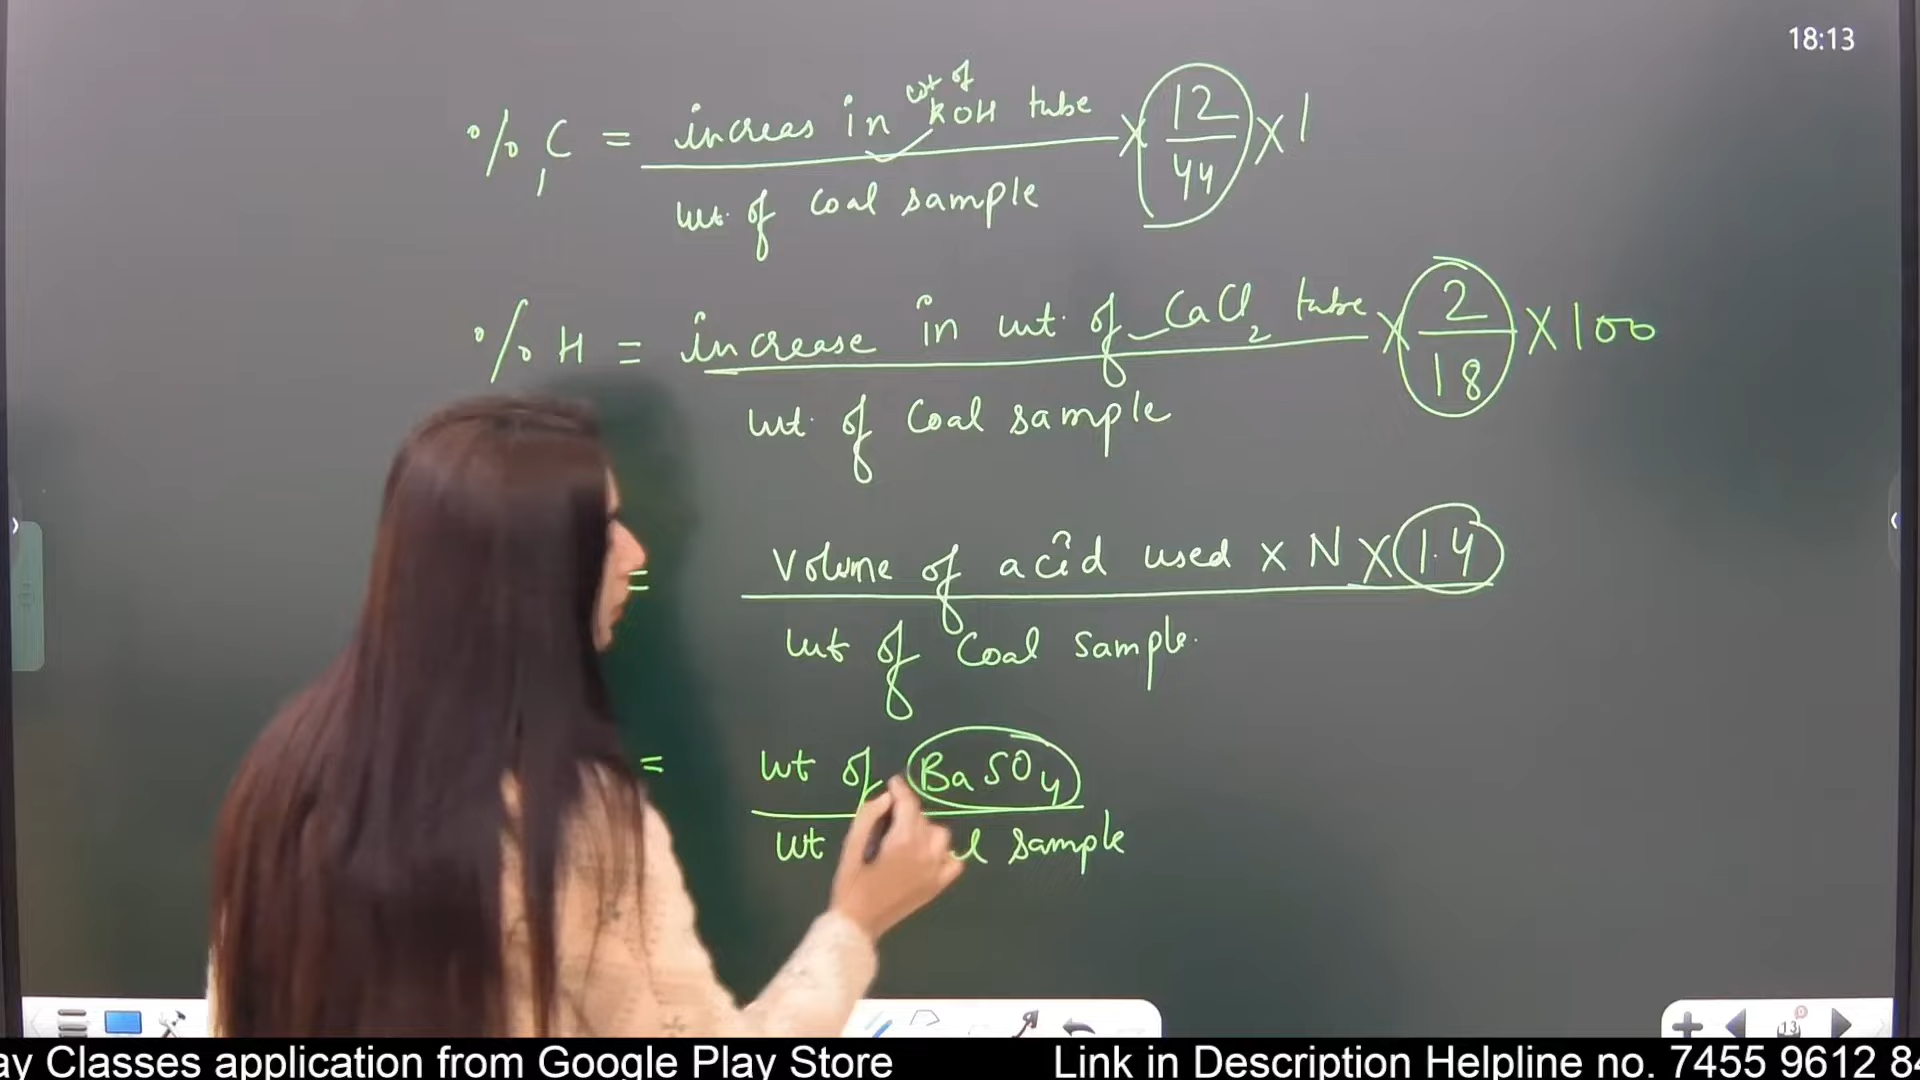 18:13
wt of
% C = increas in KOH tube × 12/44 × 1
wt. of coal sample
% H = increase in wt. of CaCl₂ tube × 2/18 × 100
wt. of Coal sample
= Volume of acid used × N × 1.4
wt of Coal sample.
= wt of BaSO₄
wt sample
13
ay Classes application from Google Play Store Link in Description Helpline no. 7455 9612 84